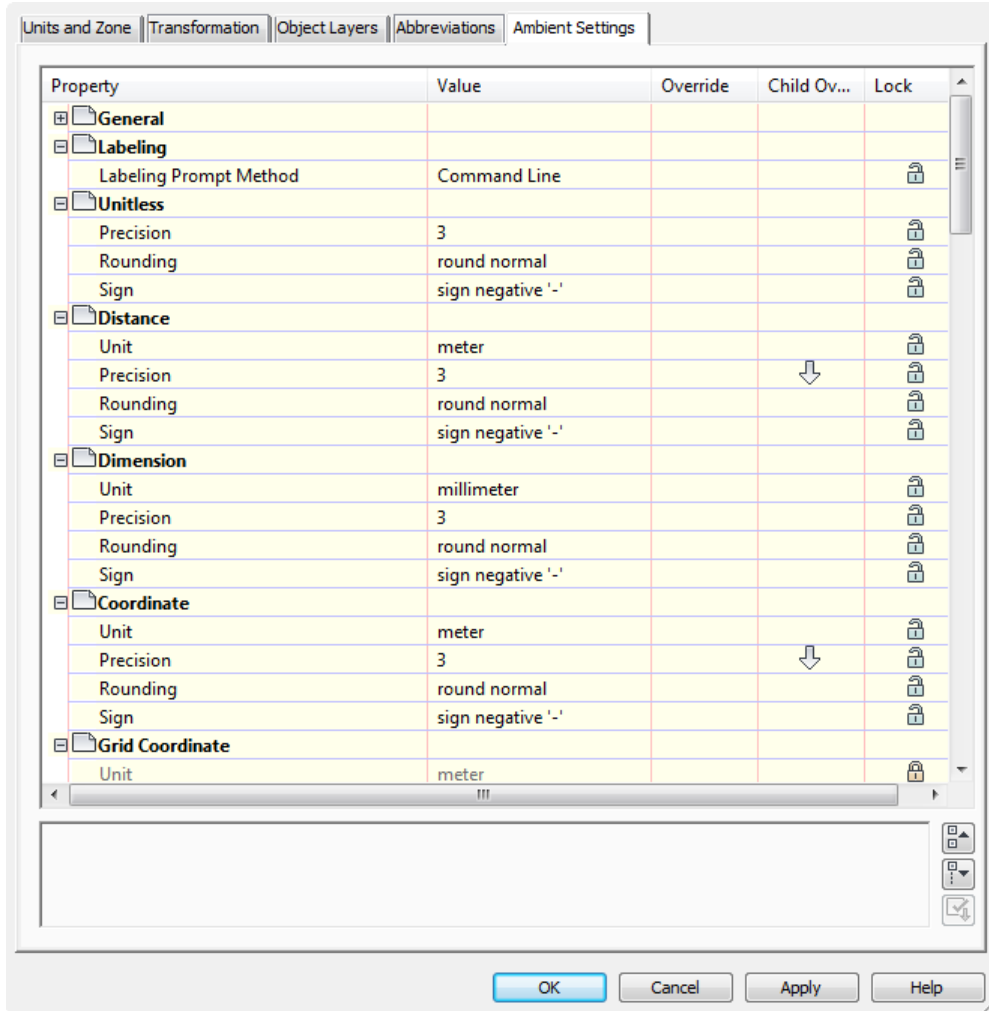 Units and Zone Transformation Object Layers Abbreviations Ambient Settings
Property Value Override Child Ov... Lock
General
Labeling
Labeling Prompt Method Command Line
Unitless
Precision 3
Rounding round normal
Sign sign negative '-'
Distance
Unit meter
Precision 3
Rounding round normal
Sign sign negative '-'
Dimension
Unit millimeter
Precision 3
Rounding round normal
Sign sign negative '-'
Coordinate
Unit meter
Precision 3
Rounding round normal
Sign sign negative '-'
Grid Coordinate
Unit meter
OK Cancel Apply Help